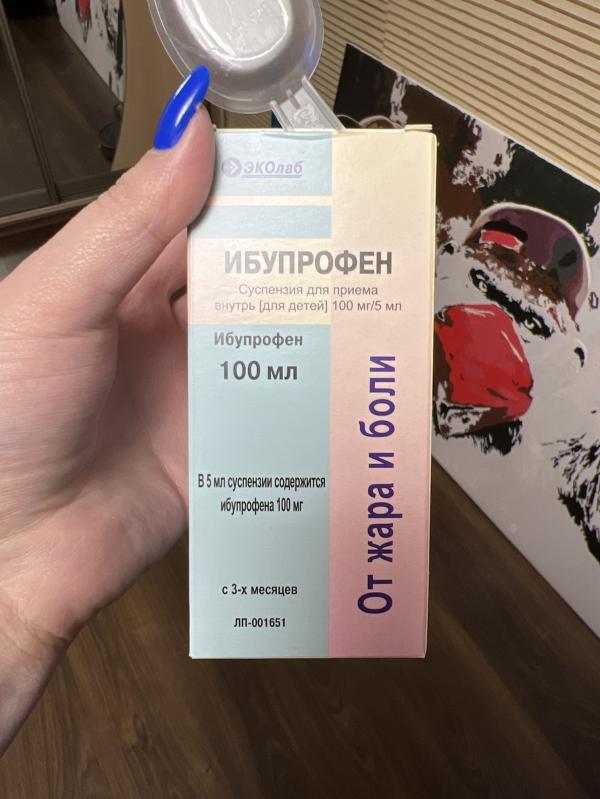 ЭКОлаб
ИБУПРОФЕН
Суспензия для приема
внутрь [для детей] 100 мг/5 мл
Ибупрофен
100 мл
В 5 мл суспензии содержится
ибупрофена 100 мг
с 3-х месяцев
ЛП-001651
От жара и боли